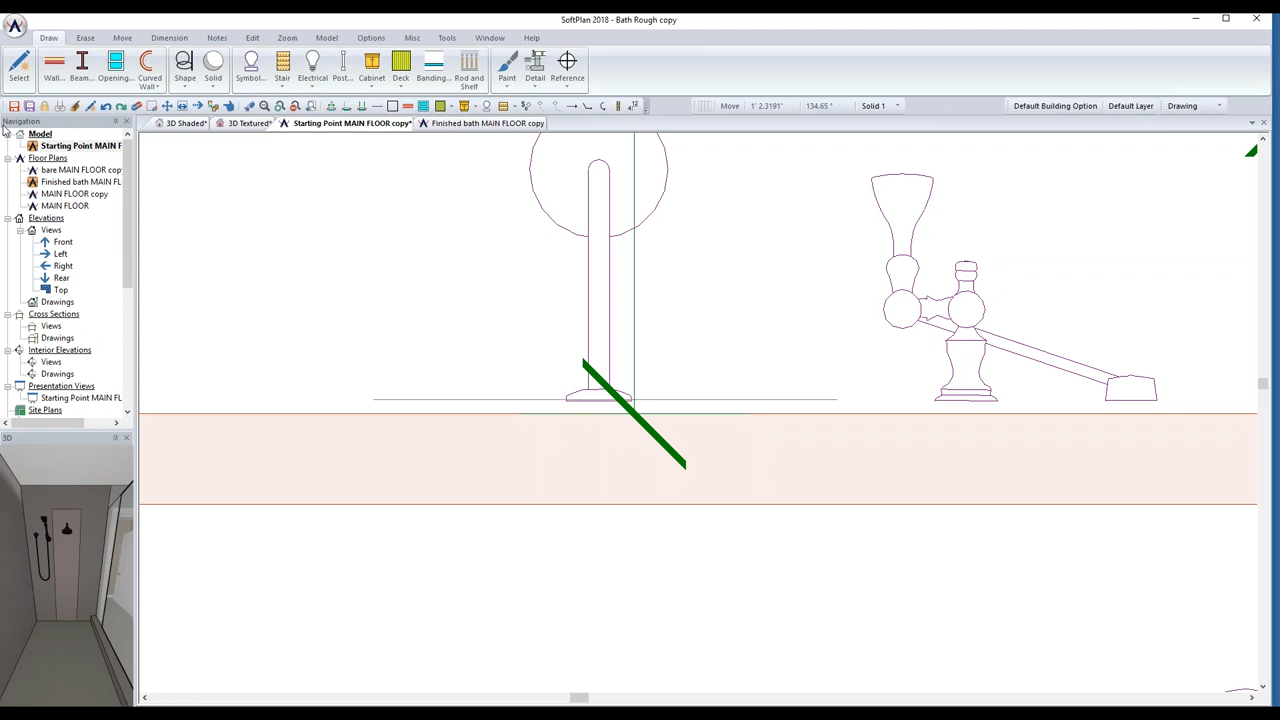 SoftPlan 2018 - Bath Rough copy
Draw Erase Move Dimension Notes Edit Zoom Model Options Misc Tools Window Help
Select Wall... Beam... Opening... Curved Wall Shape Solid Symbol... Stair Electrical Post... Cabinet Deck Banding... Rod and Shelf Paint Detail Reference
Move 1' 2.3191" 134.65° Solid 1 Default Building Option Default Layer Drawing
Navigation
3D Shaded* 3D Textured* Starting Point MAIN FLOOR copy* Finished bath MAIN FLOOR copy
Model
Starting Point MAIN F
Floor Plans
bare MAIN FLOOR cop
Finished bath MAIN FL
MAIN FLOOR copy
MAIN FLOOR
Elevations
Views
Front
Left
Right
Rear
Top
Drawings
Cross Sections
Views
Drawings
Interior Elevations
Views
Drawings
Presentation Views
Starting Point MAIN FL
Site Plans
3D